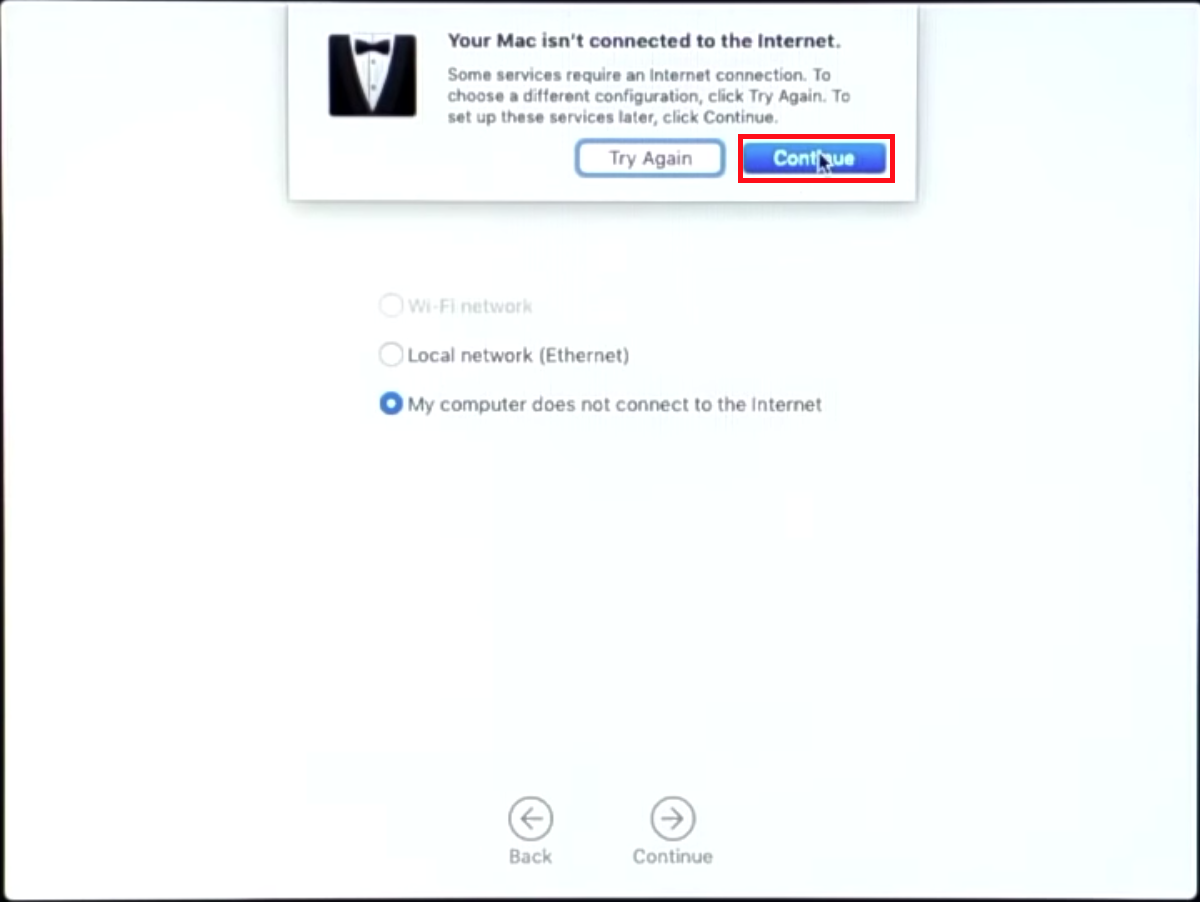 Your Mac isn't connected to the Internet.
Some services require an Internet connection. To
choose a different configuration, click Try Again. To
set up these services later, click Continue.
Try Again
Continue
Wi-Fi network
Local network (Ethernet)
My computer does not connect to the Internet
Back
Continue